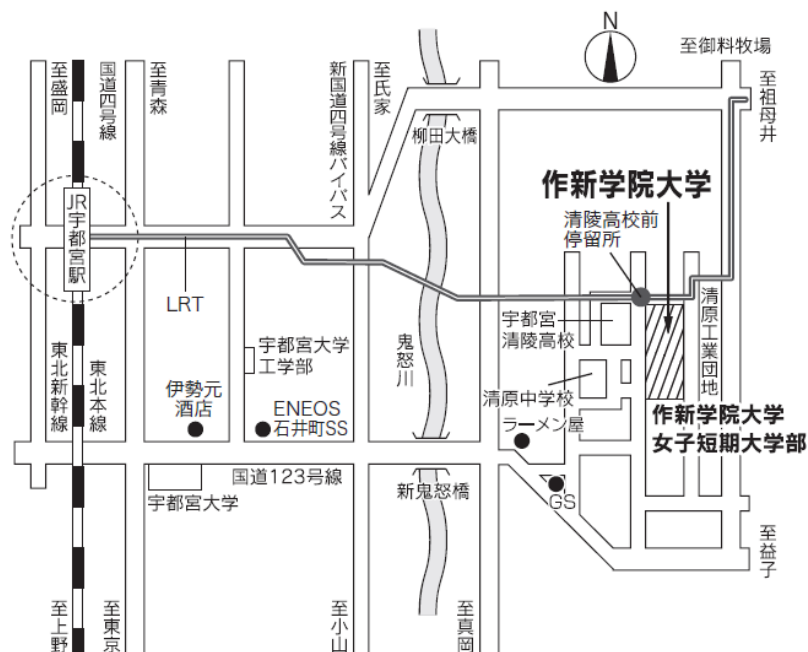 N
至御料牧場
至盛岡
国道四号線
至青森
新国道四号線バイパス
至氏家
至祖母井
柳田大橋
作新学院大学
清陵高校前
停留所
JR宇都宮駅
LRT
宇都宮
清陵高校
清原工業団地
宇都宮大学
工学部
鬼怒川
東北新幹線
東北本線
伊勢元
酒店
ENEOS
石井町SS
清原中学校
ラーメン屋
作新学院大学
女子短期大学部
国道123号線
宇都宮大学
新鬼怒橋
GS
至益子
至上野
至東京
至小山
至真岡